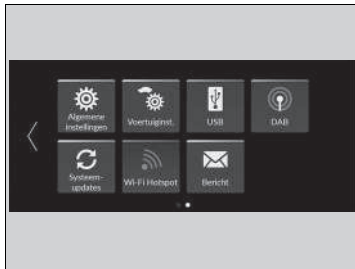 Algemene
instellingen
Voertuiginst.
USB
DAB
Systeem-
updates
Wi-Fi Hotspot
Bericht